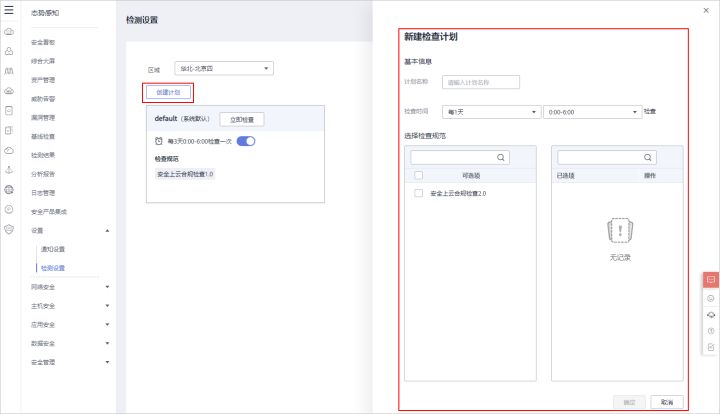 态势感知
安全看板
综合大屏
资产管理
威胁告警
漏洞管理
基线检查
检测结果
分析报告
日志管理
安全产品集成
设置
通知设置
检测设置
网络安全
主机安全
应用安全
数据安全
安全管理
检测设置
区域
华北-北京四
创建计划
default（系统默认）
立即检查
每3天0:00-6:00检查一次
检查规范
安全上云合规检查1.0
新建检查计划
基本信息
计划名称
请输入计划名称
检查时间
每1天
0:00-6:00
检查
选择检查规范
可选项
安全上云合规检查2.0
已选项
操作
无记录
确定
取消